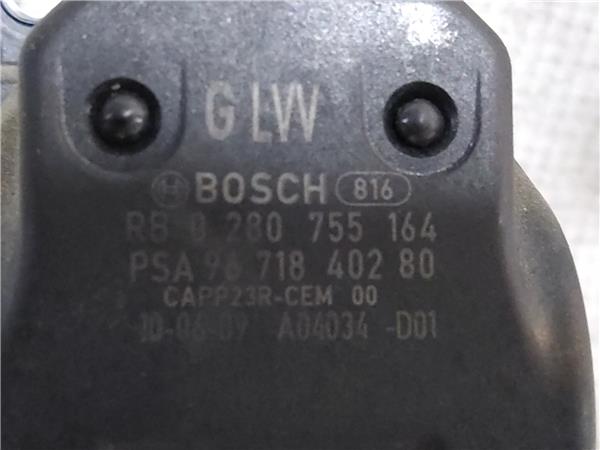 G LVV
BOSCH 816
RB 0 280 755 164
PSA 96 718 402 80
CAPP23R-CEM 00
10-06-09 A04034 -D01